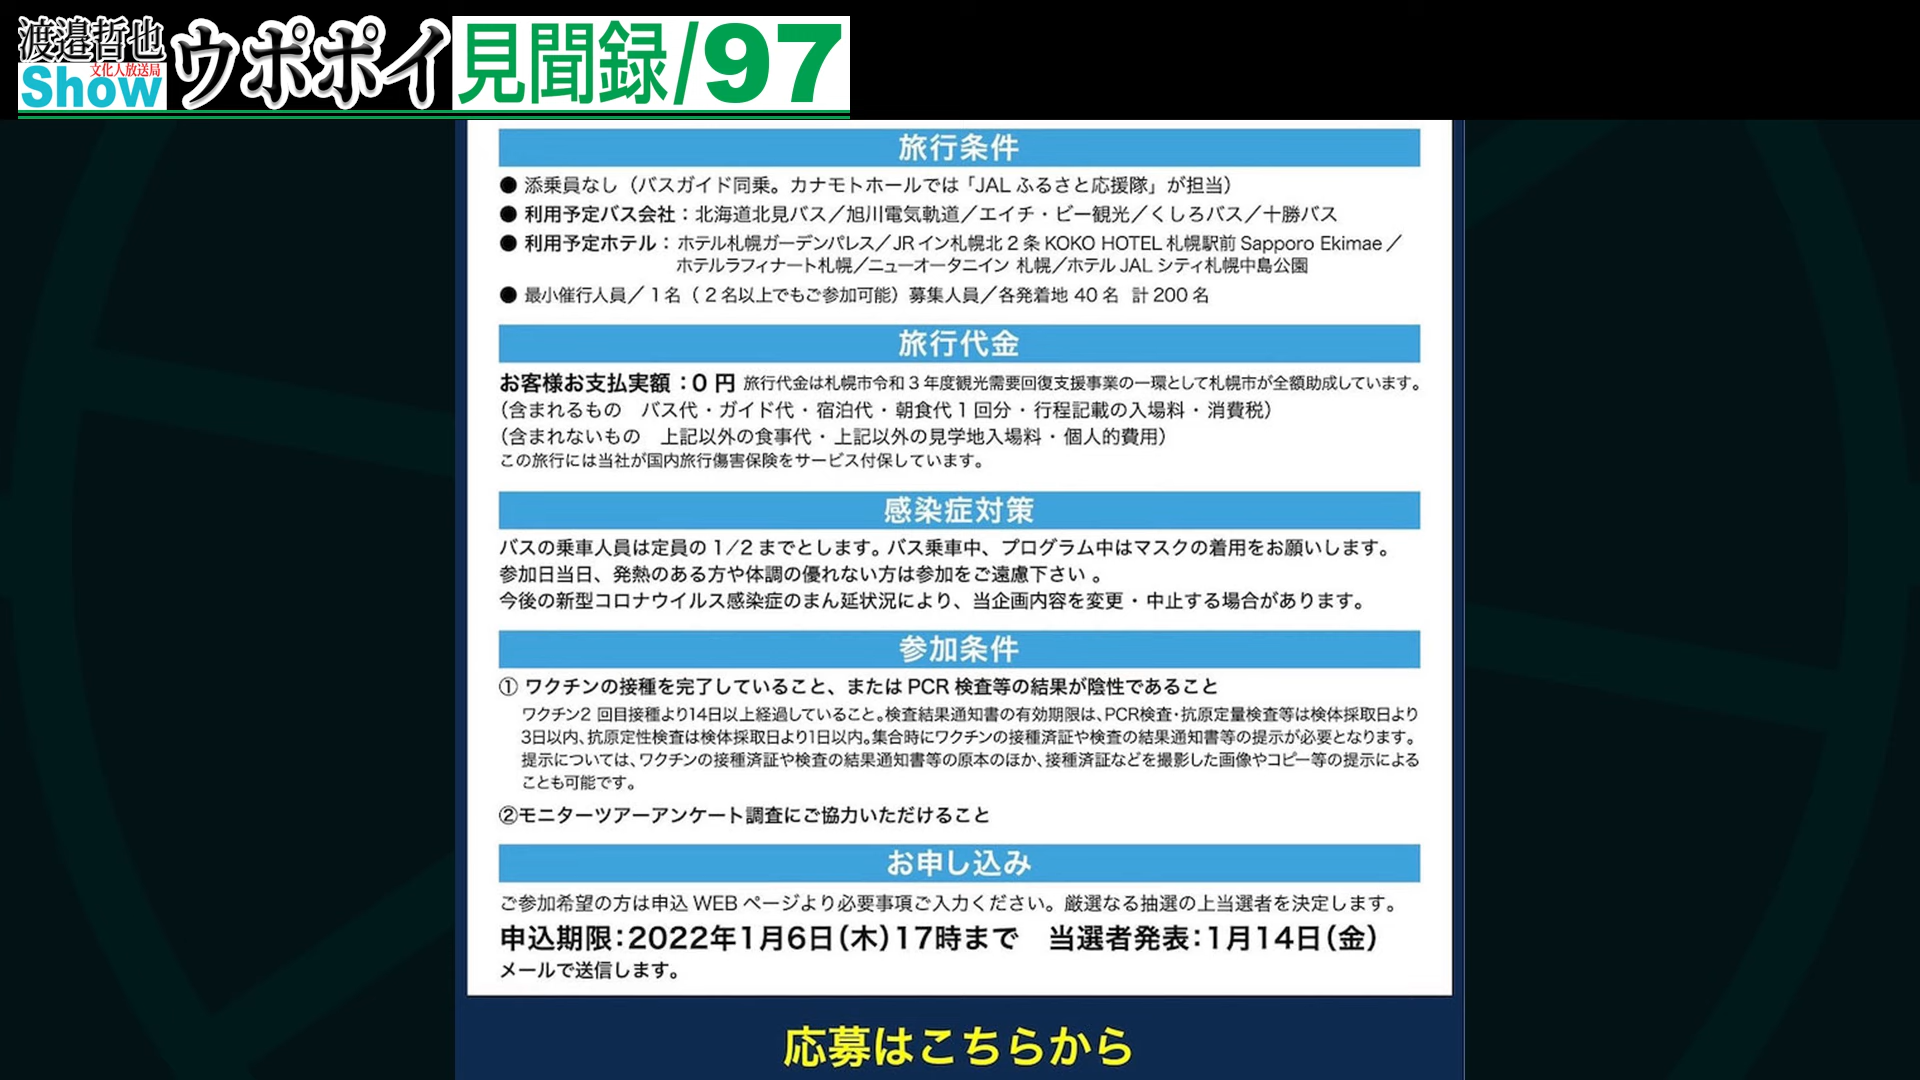 渡邉哲也
Show
文化人放送局
ウポポイ見聞録/97
旅行条件
● 添乗員なし（バスガイド同乗。カナモトホールでは「JALふるさと応援隊」が担当）
● 利用予定バス会社：北海道北見バス／旭川電気軌道／エイチ・ビー観光／くしろバス／十勝バス
● 利用予定ホテル：ホテル札幌ガーデンパレス／JRイン札幌北2条 KOKO HOTEL 札幌駅前 Sapporo Ekimae／
ホテルラフィナート札幌／ニューオータニイン 札幌／ホテル JAL シティ札幌中島公園
● 最小催行人員／1名（2名以上でもご参加可能）募集人員／各発着地 40名 計200名
旅行代金
お客様お支払実額：0円 旅行代金は札幌市令和3年度観光需要回復支援事業の一環として札幌市が全額助成しています。
（含まれるもの　バス代・ガイド代・宿泊代・朝食代1回分・行程記載の入場料・消費税）
（含まれないもの　上記以外の食事代・上記以外の見学地入場料・個人的費用）
この旅行には当社が国内旅行傷害保険をサービス付保しています。
感染症対策
バスの乗車人員は定員の1/2までとします。バス乗車中、プログラム中はマスクの着用をお願いします。
参加日当日、発熱のある方や体調の優れない方は参加をご遠慮下さい 。
今後の新型コロナウイルス感染症のまん延状況により、当企画内容を変更・中止する場合があります。
参加条件
① ワクチンの接種を完了していること、または PCR 検査等の結果が陰性であること
ワクチン2 回目接種より14日以上経過していること。検査結果通知書の有効期限は、PCR検査・抗原定量検査等は検体採取日より
3日以内、抗原定性検査は検体採取日より1日以内。集合時にワクチンの接種済証や検査の結果通知書等の提示が必要となります。
提示については、ワクチンの接種済証や検査の結果通知書等の原本のほか、接種済証などを撮影した画像やコピー等の提示による
ことも可能です。
②モニターツアーアンケート調査にご協力いただけること
お申し込み
ご参加希望の方は申込 WEB ページより必要事項ご入力ください。厳選なる抽選の上当選者を決定します。
申込期限：2022年1月6日（木）17時まで　当選者発表：1月14日（金）
メールで送信します。
応募はこちらから